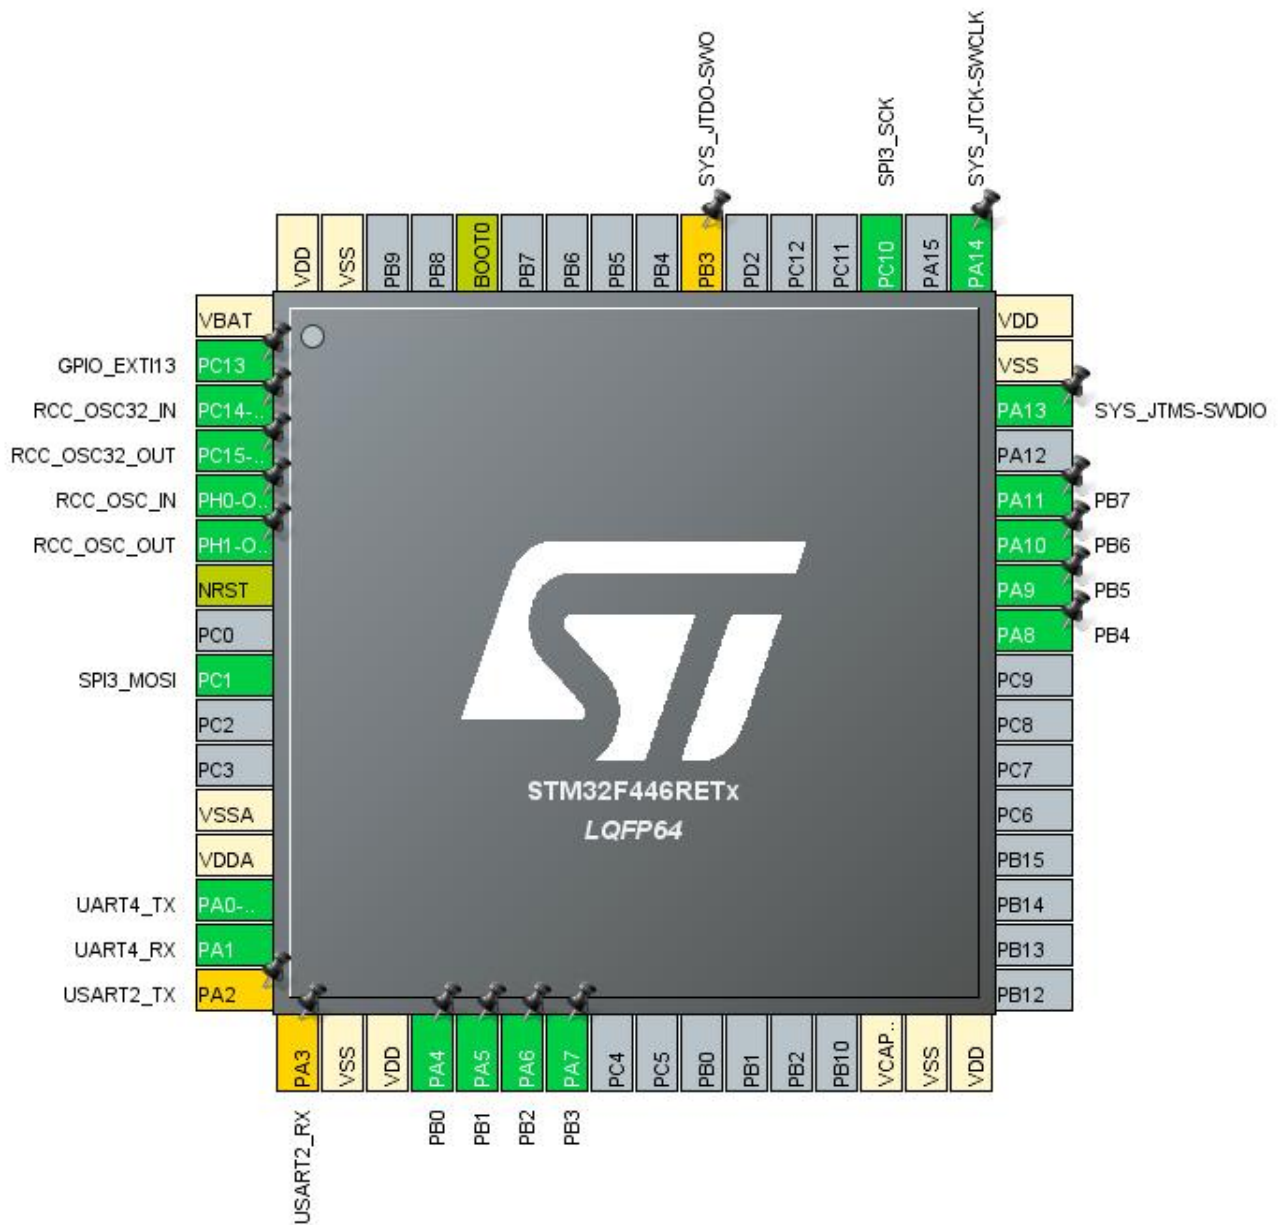 SYS_JTDO-SWO
SPI3_SCK
SYS_JTCK-SWCLK
VDD
VSS
PB9
PB8
BOOT0
PB7
PB6
PB5
PB4
PB3
PD2
PC12
PC11
PC10
PA15
PA14
VBAT
GPIO_EXTI13 PC13
RCC_OSC32_IN PC14-..
RCC_OSC32_OUT PC15-..
RCC_OSC_IN PH0-O..
RCC_OSC_OUT PH1-O..
NRST
PC0
SPI3_MOSI PC1
PC2
PC3
VSSA
VDDA
UART4_TX PA0-..
UART4_RX PA1
USART2_TX PA2
VDD
VSS
PA13 SYS_JTMS-SWDIO
PA12
PA11 PB7
PA10 PB6
PA9 PB5
PA8 PB4
PC9
PC8
PC7
PC6
PB15
PB14
PB13
PB12
ST
STM32F446RETx
LQFP64
PA3
VSS
VDD
PA4
PA5
PA6
PA7
PC4
PC5
PB0
PB1
PB2
PB10
VCAP..
VSS
VDD
USART2_RX
PB0
PB1
PB2
PB3